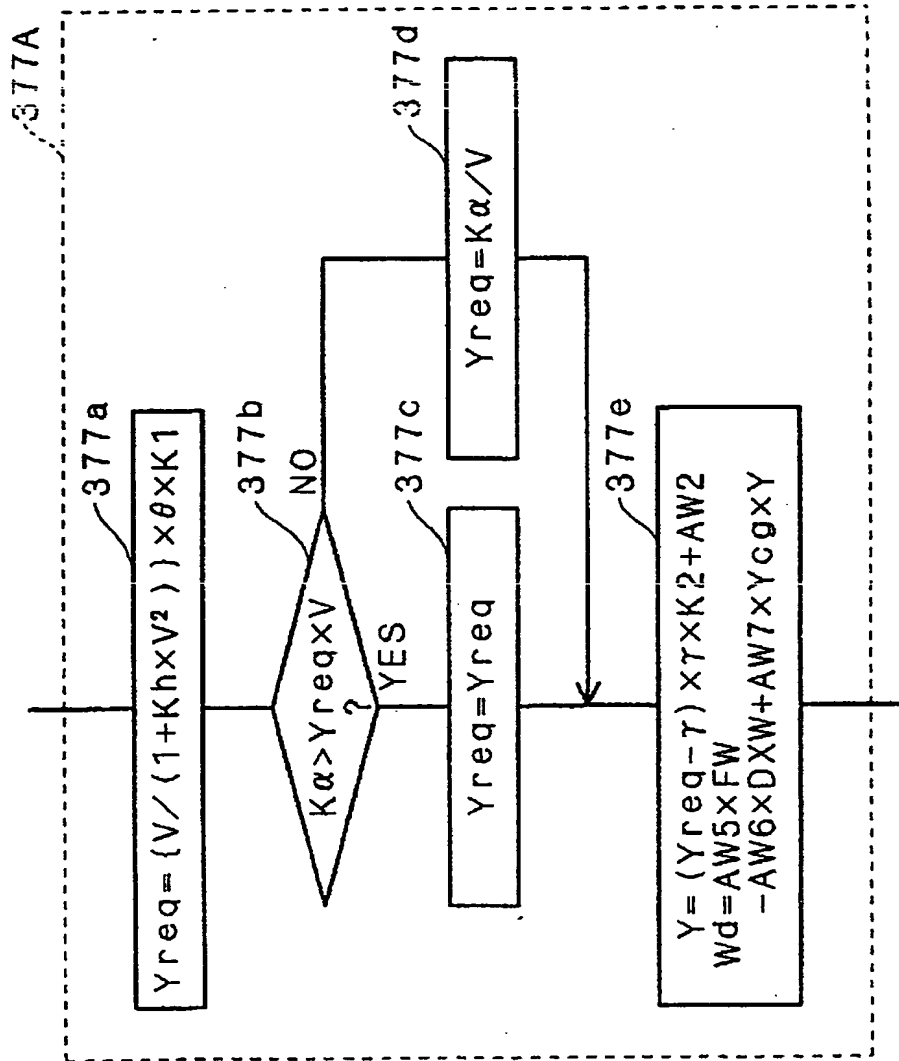 377A
377a
Yreq={V/(1+Kh×V²)}×θ×K1
377b
Kα>Yreq×V
?
NO
YES
377c
Yreq=Yreq
377d
Yreq=Kα/V
377e
Y=(Yreq-γ)×γ×K2+AW2
Wd=AW5×FW
-AW6×DXW+AW7×Ycg×Y